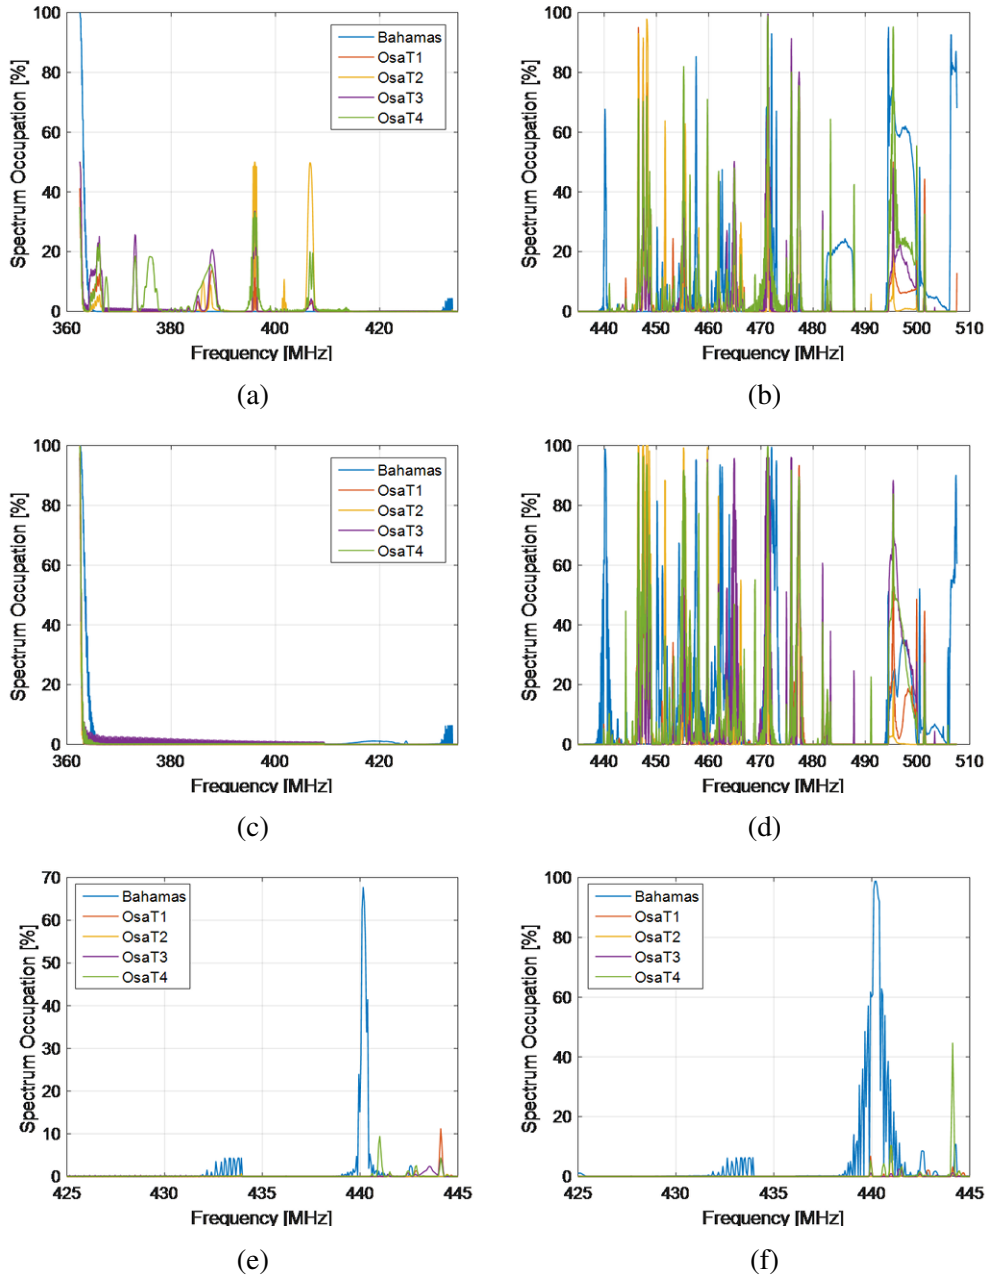 100
80
60
40
20
0
Spectrum Occupation [%]
360 380 400 420
Frequency [MHz]
Bahamas
OsaT1
OsaT2
OsaT3
OsaT4
(a)
100
80
60
40
20
0
Spectrum Occupation [%]
440 450 460 470 480 490 500 510
Frequency [MHz]
(b)
100
80
60
40
20
0
Spectrum Occupation [%]
360 380 400 420
Frequency [MHz]
Bahamas
OsaT1
OsaT2
OsaT3
OsaT4
(c)
100
80
60
40
20
0
Spectrum Occupation [%]
440 450 460 470 480 490 500 510
Frequency [MHz]
(d)
70
60
50
40
30
20
10
0
Spectrum Occupation [%]
425 430 435 440 445
Frequency [MHz]
Bahamas
OsaT1
OsaT2
OsaT3
OsaT4
(e)
100
80
60
40
20
0
Spectrum Occupation [%]
425 430 435 440 445
Frequency [MHz]
Bahamas
OsaT1
OsaT2
OsaT3
OsaT4
(f)